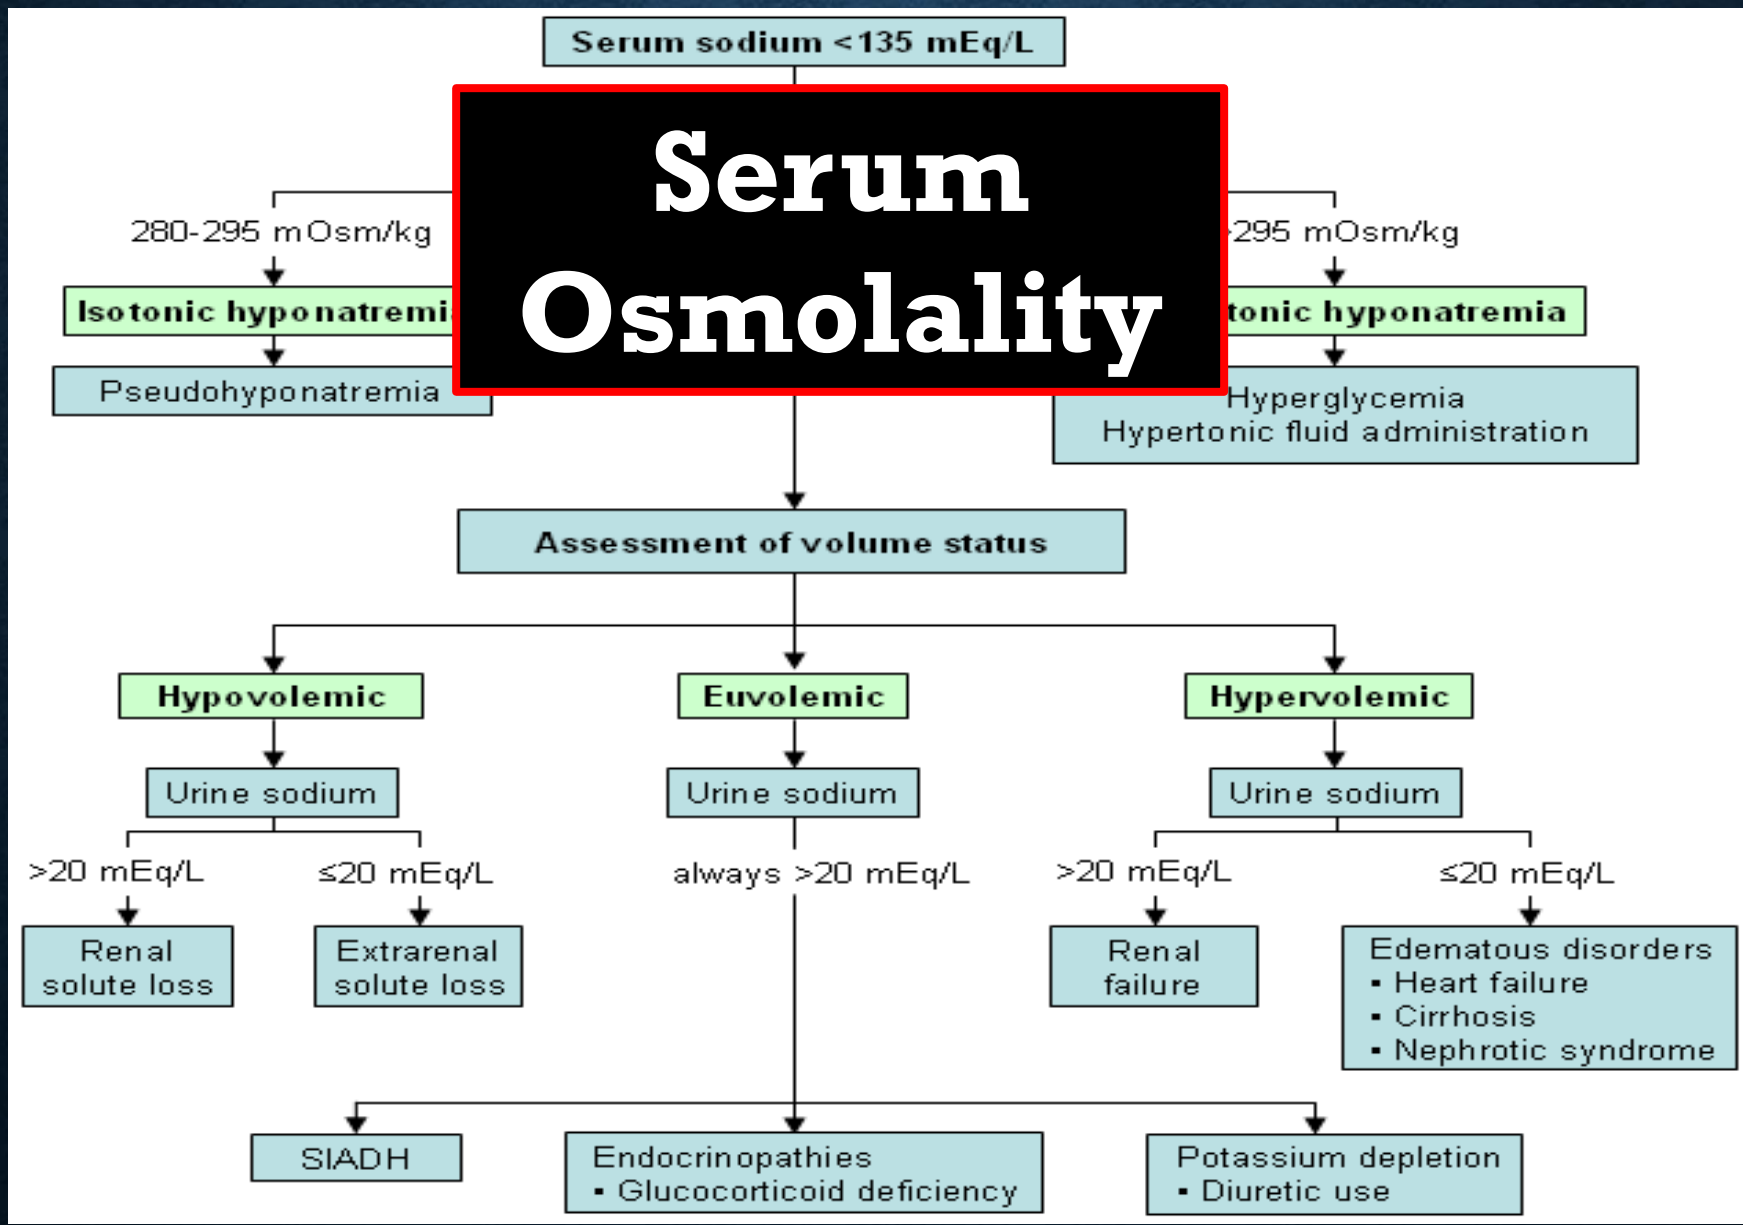 Serum sodium <135 mEq/L
Serum
Osmolality
280-295 mOsm/kg
295 mOsm/kg
Isotonic hyponatremi
tonic hyponatremia
Pseudohyponatremia
Hyperglycemia
Hypertonic fluid administration
Assessment of volume status
Hypovolemic
Euvolemic
Hypervolemic
Urine sodium
Urine sodium
Urine sodium
>20 mEq/L
≤20 mEq/L
always >20 mEq/L
>20 mEq/L
≤20 mEq/L
Renal
solute loss
Extrarenal
solute loss
Renal
failure
Edematous disorders
▪ Heart failure
▪ Cirrhosis
▪ Nephrotic syndrome
SIADH
Endocrinopathies
▪ Glucocorticoid deficiency
Potassium depletion
▪ Diuretic use